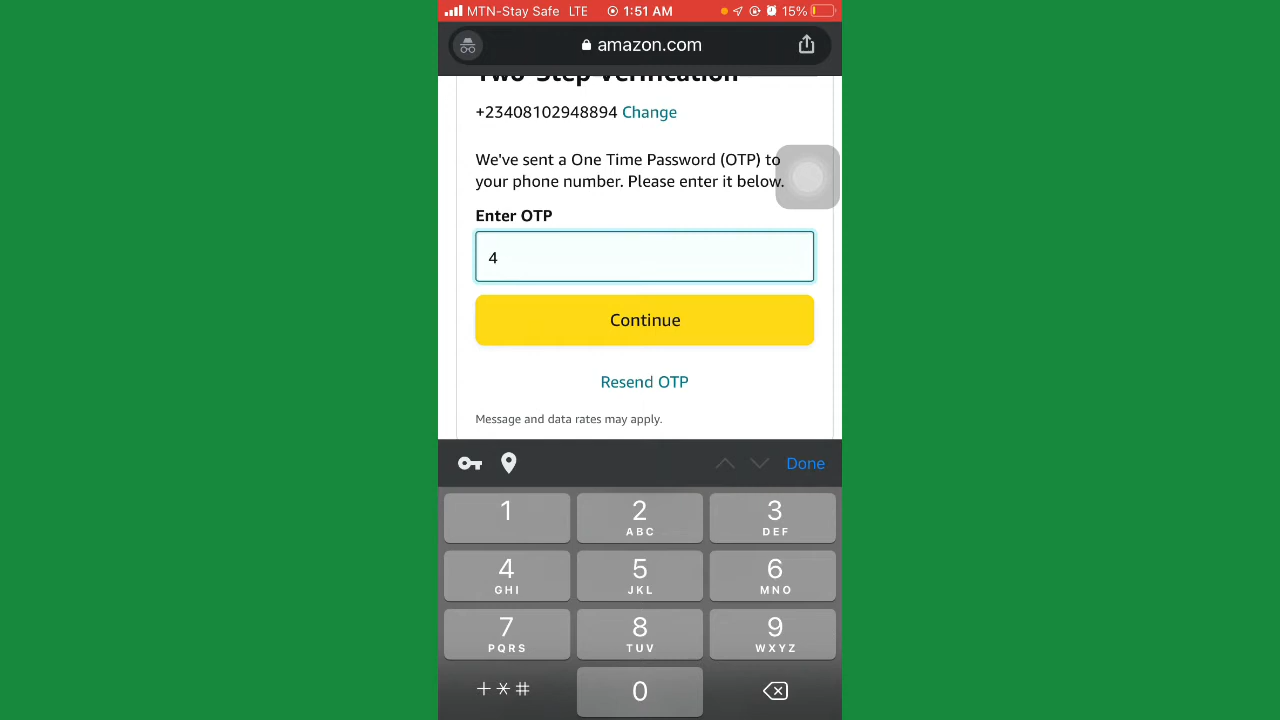 MTN-Stay Safe LTE 1:51 AM 15%
amazon.com
Two-Step Verification
+23408102948894 Change
We've sent a One Time Password (OTP) to
your phone number. Please enter it below.
Enter OTP
4
Continue
Resend OTP
Message and data rates may apply.
Done
1 2 3
ABC DEF
4 5 6
GHI JKL MNO
7 8 9
PQRS TUV WXYZ
+*# 0